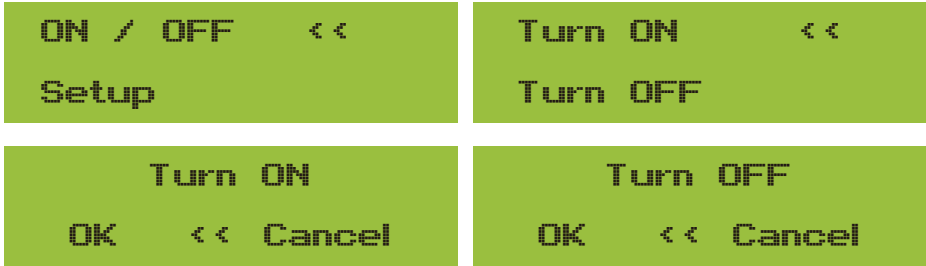 ON / OFF <<
Setup
Turn ON <<
Turn OFF
Turn ON
OK << Cancel
Turn OFF
OK << Cancel